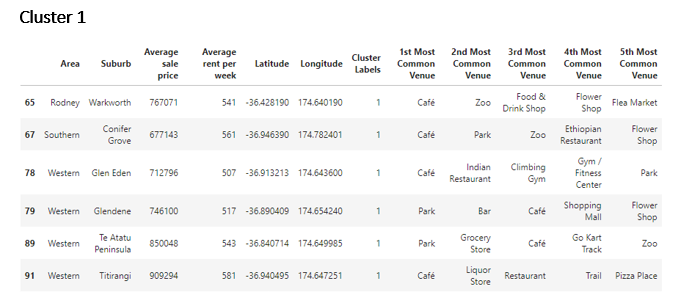 Cluster 1
Area Suburb Average sale price Average rent per week Latitude Longitude Cluster Labels 1st Most Common Venue 2nd Most Common Venue 3rd Most Common Venue 4th Most Common Venue 5th Most Common Venue
65 Rodney Warkworth 767071 541 -36.428190 174.640190 1 Café Zoo Food & Drink Shop Flower Shop Flea Market
67 Southern Conifer Grove 677143 561 -36.946390 174.782401 1 Café Park Zoo Ethiopian Restaurant Flower Shop
78 Western Glen Eden 712796 507 -36.913213 174.643600 1 Café Indian Restaurant Climbing Gym Gym / Fitness Center Park
79 Western Glendene 746100 517 -36.890409 174.654240 1 Park Bar Café Shopping Mall Flower Shop
89 Western Te Atatu Peninsula 850048 543 -36.840714 174.649985 1 Park Grocery Store Café Go Kart Track Zoo
91 Western Titirangi 909294 581 -36.940495 174.647251 1 Café Liquor Store Restaurant Trail Pizza Place